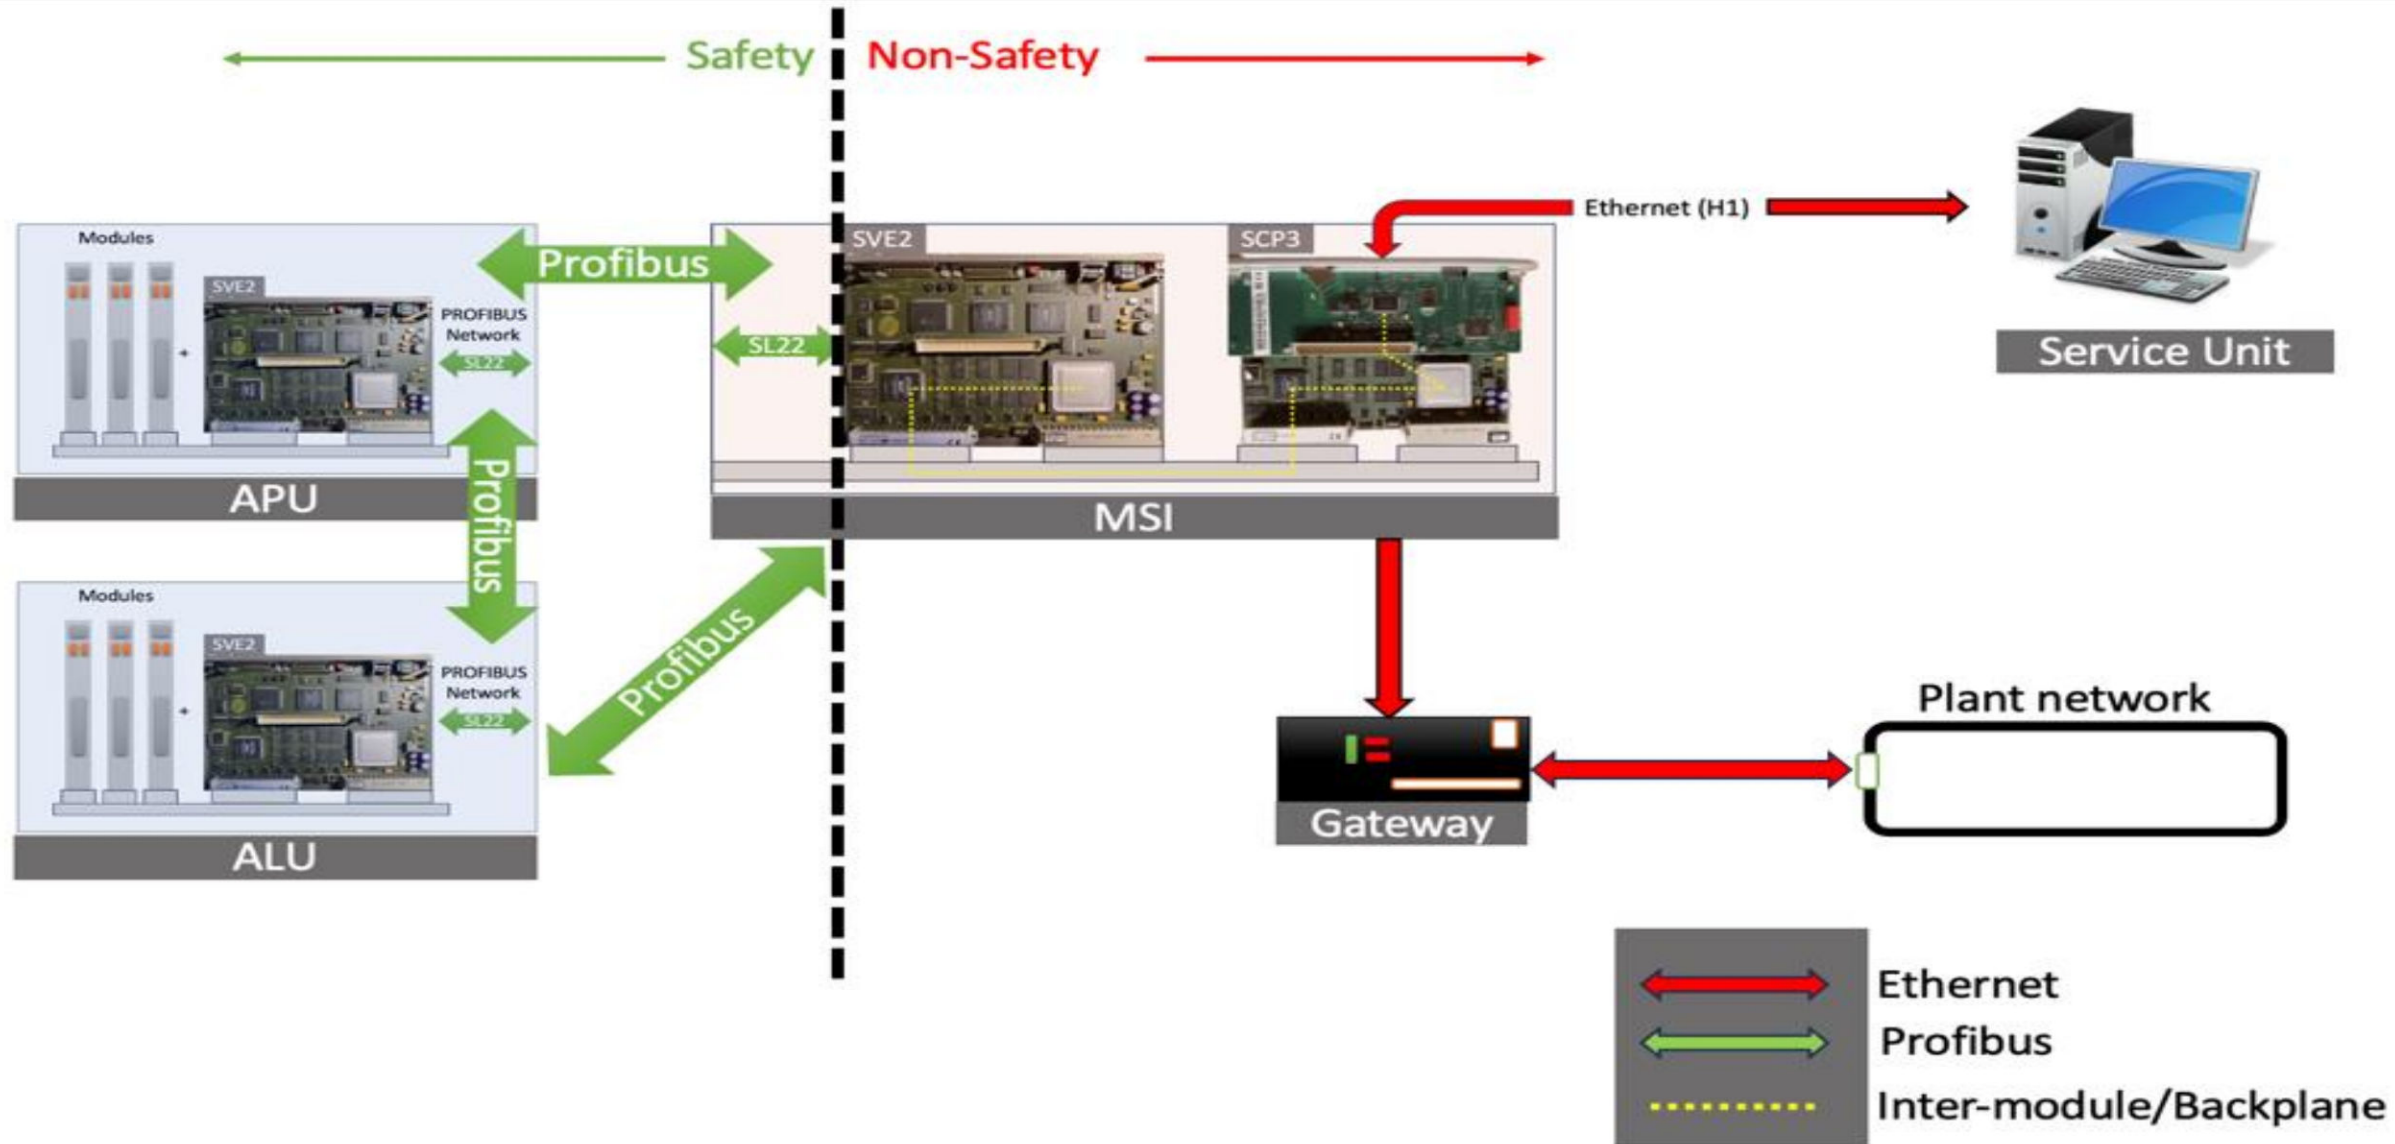 Safety
Non-Safety
Modules
SVE2
PROFIBUS
Network
SL22
+
APU
Profibus
Profibus
Modules
SVE2
PROFIBUS
Network
SL22
+
ALU
Profibus
SL22
SVE2
SCP3
MSI
Ethernet (H1)
Service Unit
Gateway
Plant network
Ethernet
Profibus
Inter-module/Backplane